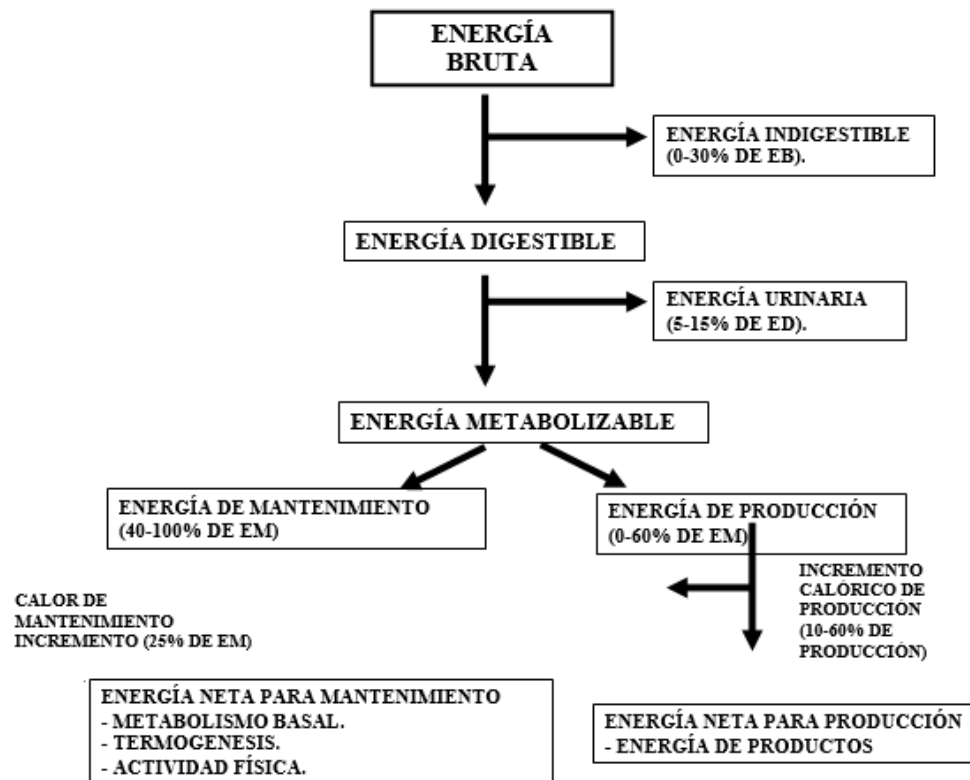 ENERGÍA
BRUTA
ENERGÍA INDIGESTIBLE
(0-30% DE EB).
ENERGÍA DIGESTIBLE
ENERGÍA URINARIA
(5-15% DE ED).
ENERGÍA METABOLIZABLE
ENERGÍA DE MANTENIMIENTO
(40-100% DE EM)
ENERGÍA DE PRODUCCIÓN
(0-60% DE EM)
INCREMENTO
CALÓRICO DE
PRODUCCIÓN
(10-60% DE
PRODUCCIÓN)
CALOR DE
MANTENIMIENTO
INCREMENTO (25% DE EM)
ENERGÍA NETA PARA MANTENIMIENTO
- METABOLISMO BASAL.
- TERMOGENESIS.
- ACTIVIDAD FÍSICA.
ENERGÍA NETA PARA PRODUCCIÓN
- ENERGÍA DE PRODUCTOS